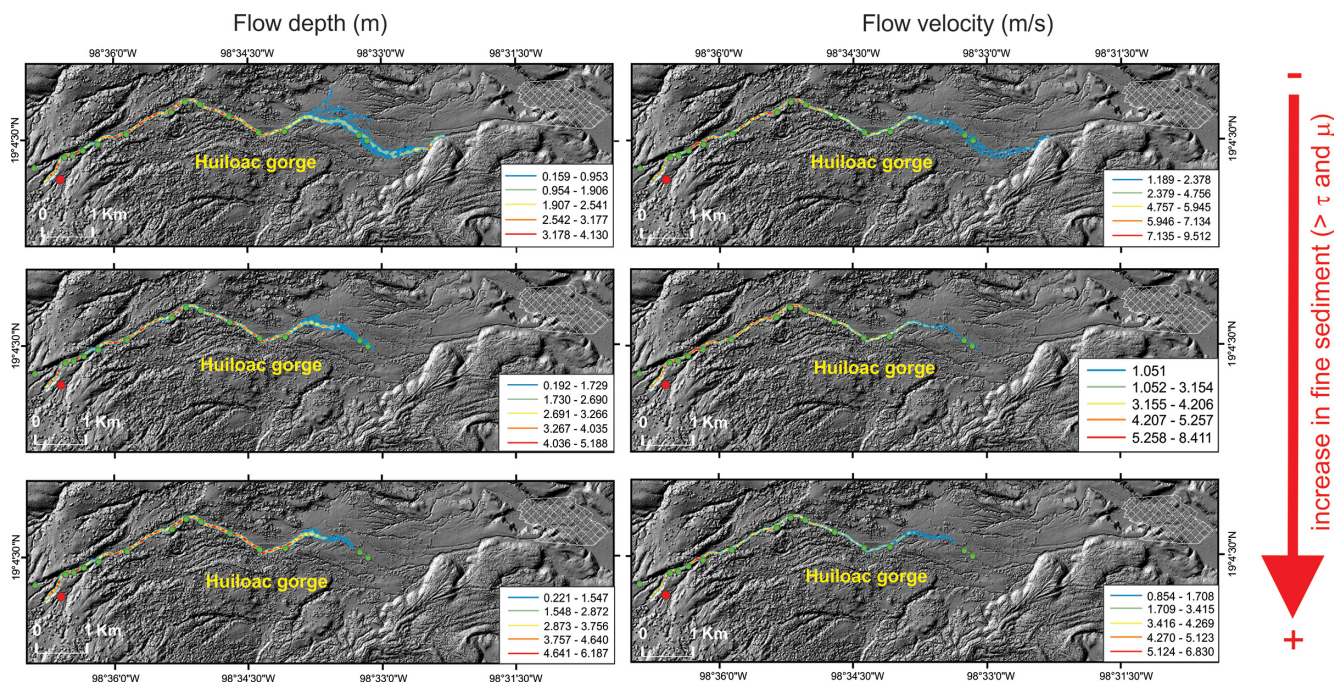 Flow depth (m)
Flow velocity (m/s)
98°36'0"W 98°34'30"W 98°33'0"W 98°31'30"W
98°36'0"W 98°34'30"W 98°33'0"W 98°31'30"W
19°4'30"N
Huiloac gorge
0 1 Km
0.159 - 0.953
0.954 - 1.906
1.907 - 2.541
2.542 - 3.177
3.178 - 4.130
Huiloac gorge
0 1 Km
1.189 - 2.378
2.379 - 4.756
4.757 - 5.945
5.946 - 7.134
7.135 - 9.512
19°4'30"N
19°4'30"N
Huiloac gorge
0 1 Km
0.192 - 1.729
1.730 - 2.690
2.691 - 3.266
3.267 - 4.035
4.036 - 5.188
Huiloac gorge
0 1 Km
1.051
1.052 - 3.154
3.155 - 4.206
4.207 - 5.257
5.258 - 8.411
19°4'30"N
19°4'30"N
Huiloac gorge
0 1 Km
0.221 - 1.547
1.548 - 2.872
2.873 - 3.756
3.757 - 4.640
4.641 - 6.187
Huiloac gorge
0 1 Km
0.854 - 1.708
1.709 - 3.415
3.416 - 4.269
4.270 - 5.123
5.124 - 6.830
19°4'30"N
98°36'0"W 98°34'30"W 98°33'0"W 98°31'30"W
98°36'0"W 98°34'30"W 98°33'0"W 98°31'30"W
-
increase in fine sediment (> τ and μ)
+